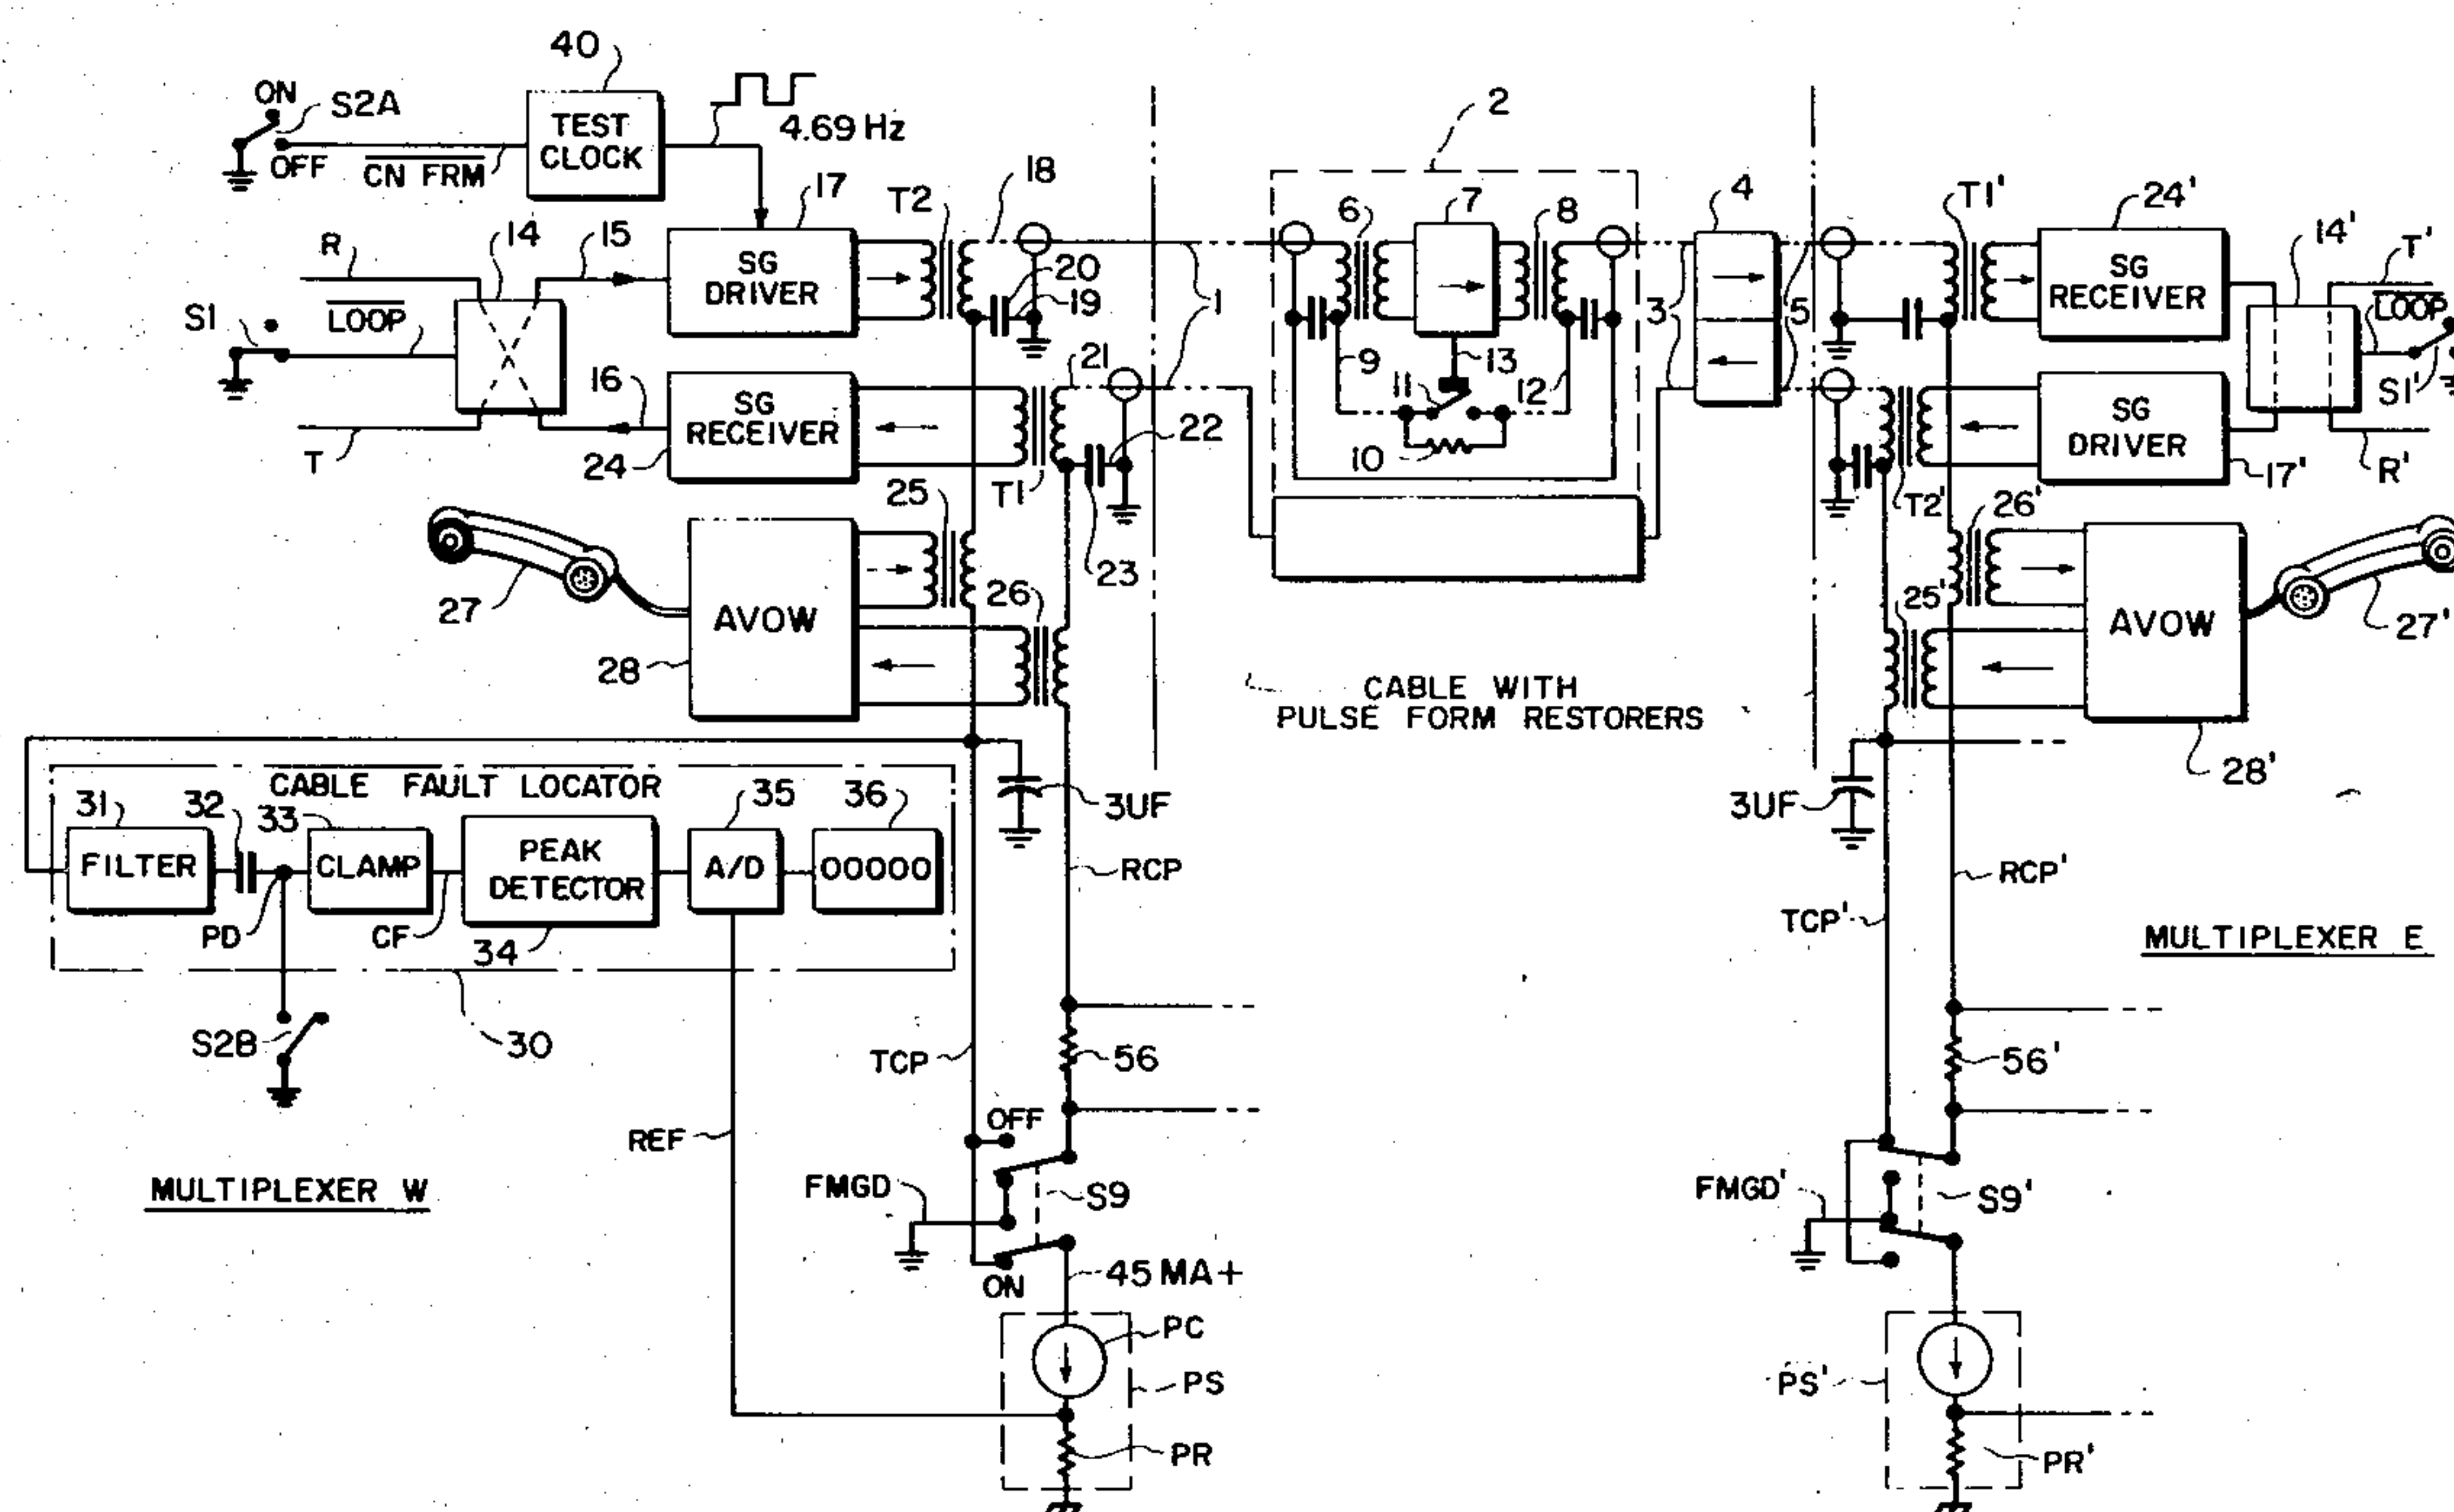 40
ON
S2A
OFF
CN FRM
TEST
CLOCK
4.69 Hz
17
T2
18
2
R
14
15
SG
DRIVER
20
19
S1
LOOP
16
T
24
SG
RECEIVER
21
T1
22
23
1
6
7
8
9
13
11
12
10
3
4
5
T1'
24'
SG
RECEIVER
14'
T'
LOOP
S1'
SG
DRIVER
17'
R'
T2'
25
26
27
28
AVOW
CABLE WITH
PULSE FORM RESTORERS
26'
25'
AVOW
27'
28'
CABLE FAULT LOCATOR
31
32
33
35
36
FILTER
CLAMP
PEAK
DETECTOR
A/D
00000
PD
CF
34
S2B
30
3UF
RCP
TCP
56
REF
OFF
FMGD
S9
ON
45 MA+
PC
PS
PR
MULTIPLEXER W
3UF
RCP'
TCP'
MULTIPLEXER E
56'
FMGD'
S9'
PS'
PR'